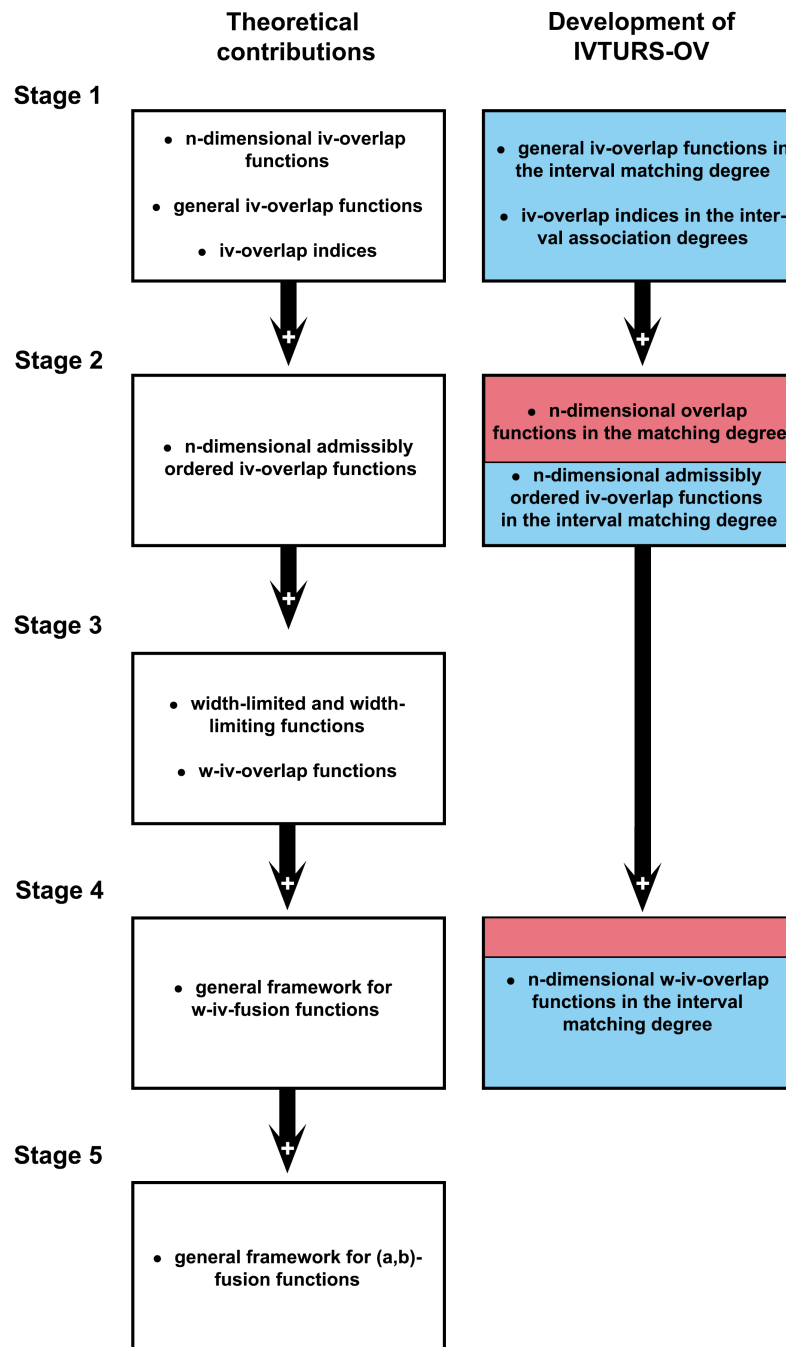 Theoretical
contributions
Development of
IVTURS-OV
Stage 1
• n-dimensional iv-overlap
functions
• general iv-overlap functions
• iv-overlap indices
• general iv-overlap functions in
the interval matching degree
• iv-overlap indices in the inter-
val association degrees
+
+
Stage 2
• n-dimensional admissibly
ordered iv-overlap functions
• n-dimensional overlap
functions in the matching degree
• n-dimensional admissibly
ordered iv-overlap functions
in the interval matching degree
+
Stage 3
• width-limited and width-
limiting functions
• w-iv-overlap functions
+
+
Stage 4
• general framework for
w-iv-fusion functions
• n-dimensional w-iv-overlap
functions in the interval
matching degree
+
Stage 5
• general framework for (a,b)-
fusion functions